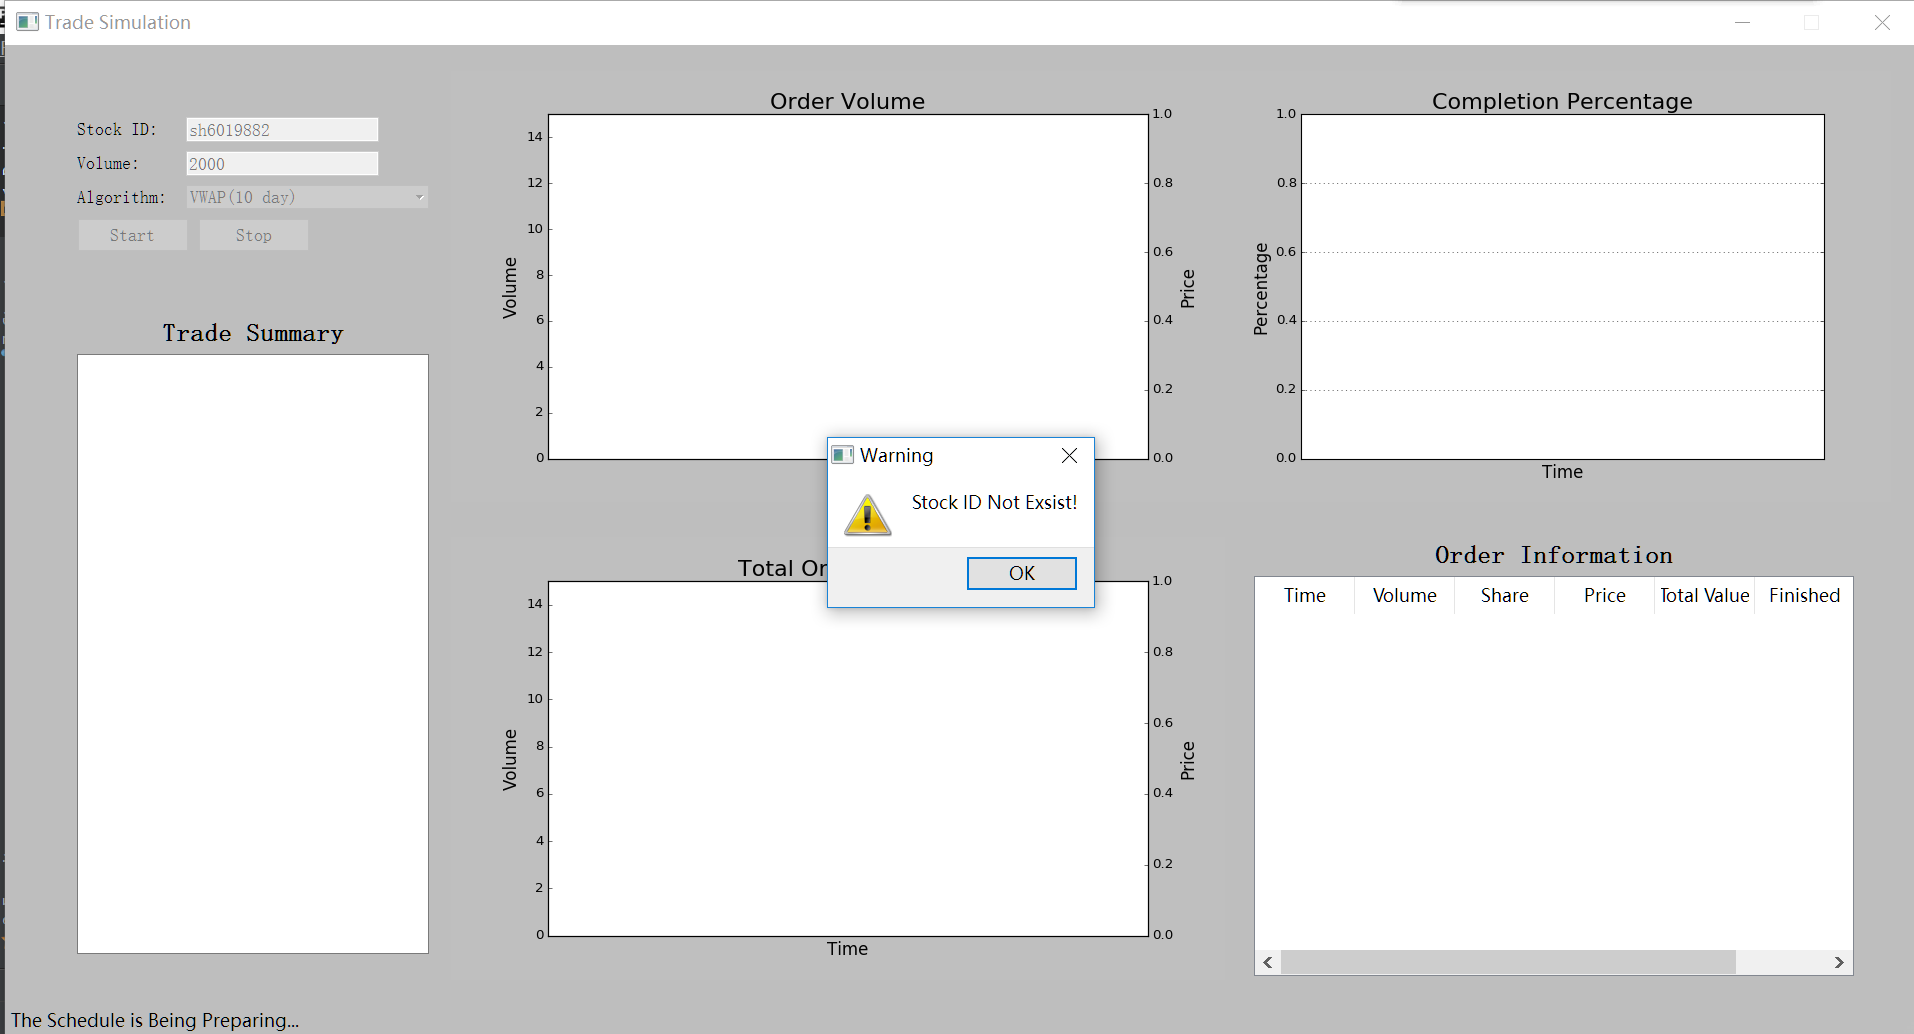 Trade Simulation
Stock ID: sh6019882
Volume: 2000
Algorithm: VWAP(10 day)
Start Stop
Trade Summary
Order Volume
14
12
10
8
6
4
2
0
Volume
1.0
0.8
0.6
0.4
0.2
0.0
Price
Completion Percentage
1.0
0.8
0.6
0.4
0.2
0.0
Percentage
Time
Warning
Stock ID Not Exsist!
OK
Total Or
14
12
10
8
6
4
2
0
Volume
1.0
0.8
0.6
0.4
0.2
0.0
Price
Time
Order Information
Time Volume Share Price Total Value Finished
The Schedule is Being Preparing...